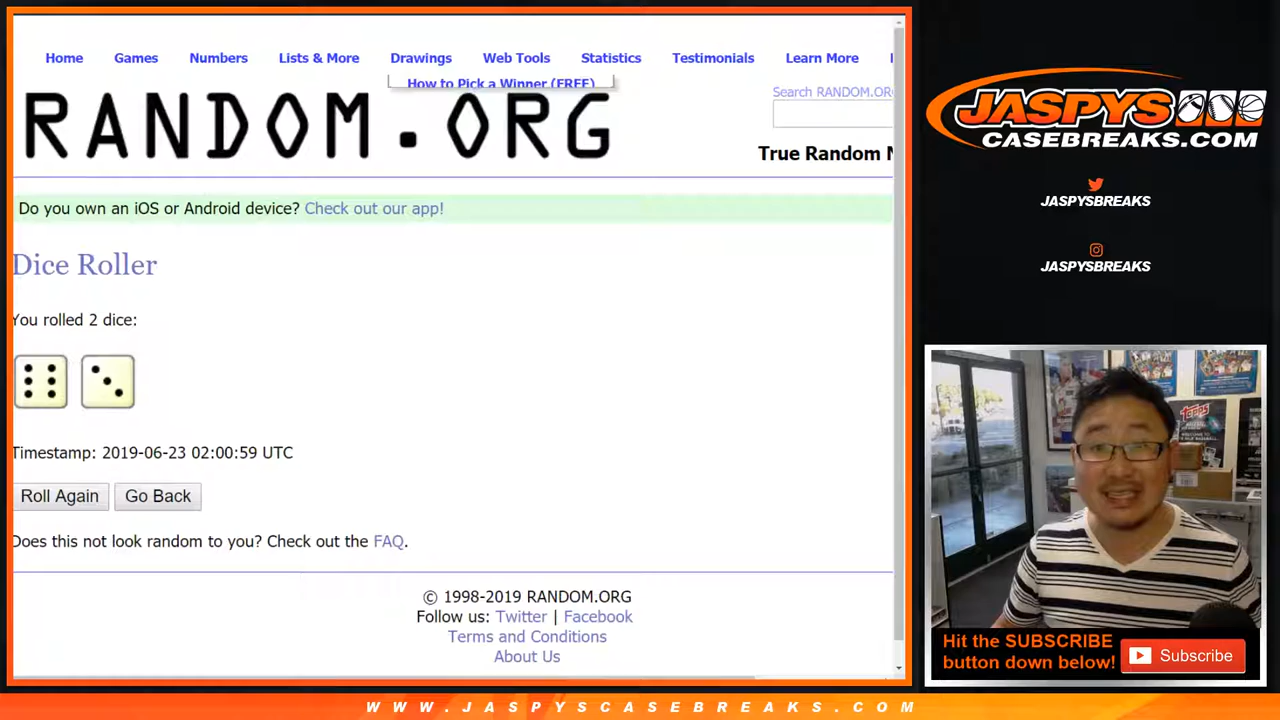 Home Games Numbers Lists & More Drawings Web Tools Statistics Testimonials Learn More
How to Pick a Winner (FREE)
RANDOM.ORG
Search RANDOM.OR
True Random N
Do you own an iOS or Android device? Check out our app!
Dice Roller
You rolled 2 dice:
Timestamp: 2019-06-23 02:00:59 UTC
Roll Again Go Back
Does this not look random to you? Check out the FAQ.
© 1998-2019 RANDOM.ORG
Follow us: Twitter | Facebook
Terms and Conditions
About Us
JASPYS
CASEBREAKS.COM
JASPYSBREAKS
JASPYSBREAKS
Topps
Hit the SUBSCRIBE
button down below!
Subscribe
WWW.JASPYSCASEBREAKS.COM